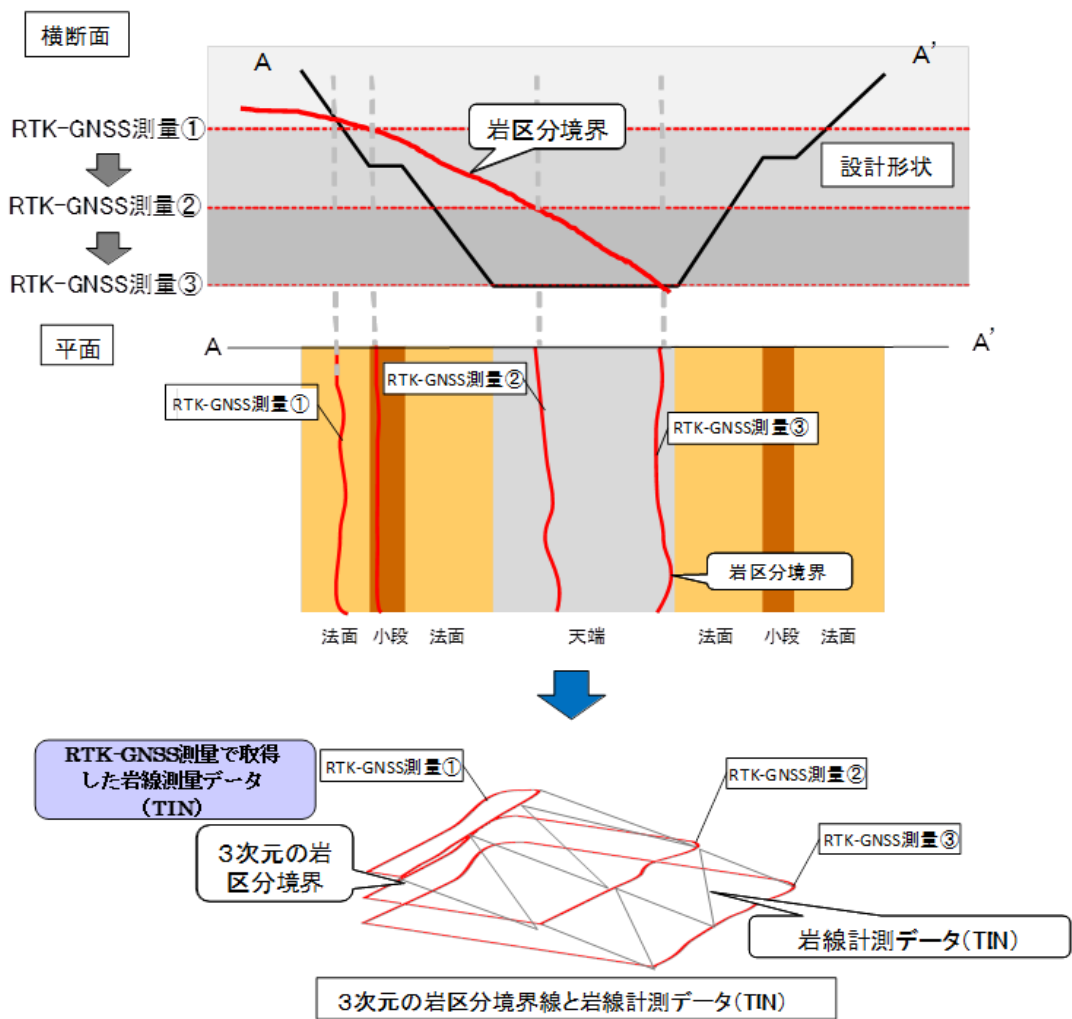 横断面
A
A’
RTK-GNSS測量①
岩区分境界
設計形状
RTK-GNSS測量②
RTK-GNSS測量③
平面
A
A’
RTK-GNSS測量②
RTK-GNSS測量①
RTK-GNSS測量③
岩区分境界
法面
小段
法面
天端
法面
小段
法面
RTK-GNSS測量で取得
した岩線測量データ
(TIN)
RTK-GNSS測量①
RTK-GNSS測量②
RTK-GNSS測量③
3次元の岩
区分境界
岩線計測データ(TIN)
3次元の岩区分境界線と岩線計測データ(TIN)